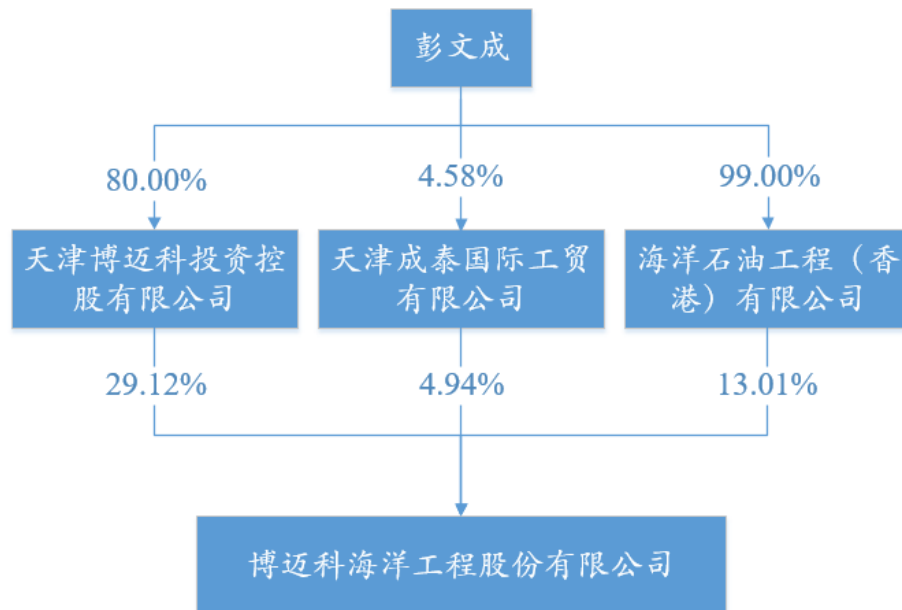 彭文成
80.00%
4.58%
99.00%
天津博迈科投资控
股有限公司
天津成泰国际工贸
有限公司
海洋石油工程（香
港）有限公司
29.12%
4.94%
13.01%
博迈科海洋工程股份有限公司